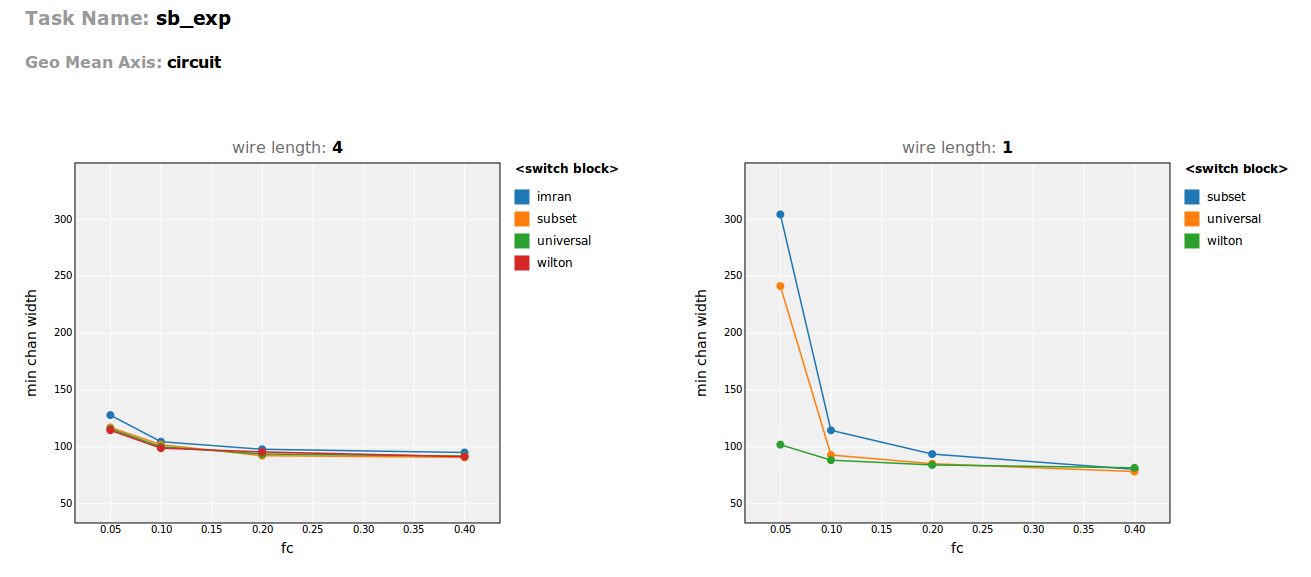 Task Name: sb_exp
Geo Mean Axis: circuit
wire length: 4
<switch block>
imran
subset
universal
wilton
min chan width
300
250
200
150
100
50
0.05 0.10 0.15 0.20 0.25 0.30 0.35 0.40
fc
wire length: 1
<switch block>
subset
universal
wilton
min chan width
300
250
200
150
100
50
0.05 0.10 0.15 0.20 0.25 0.30 0.35 0.40
fc